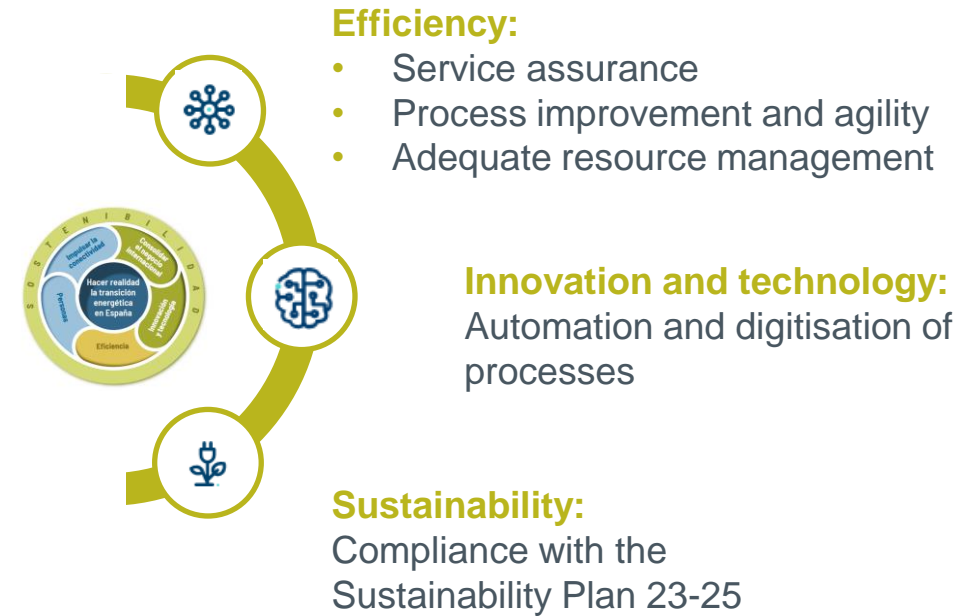 Efficiency:
• Service assurance
• Process improvement and agility
• Adequate resource management
SOSTENIBILIDAD
Impulsar la
conectividad
Consolidar
el negocio
internacional
Hacer realidad
la transición
energética
en España
Personas
Innovación
y tecnología
Eficiencia
Innovation and technology:
Automation and digitisation of
processes
Sustainability:
Compliance with the
Sustainability Plan 23-25